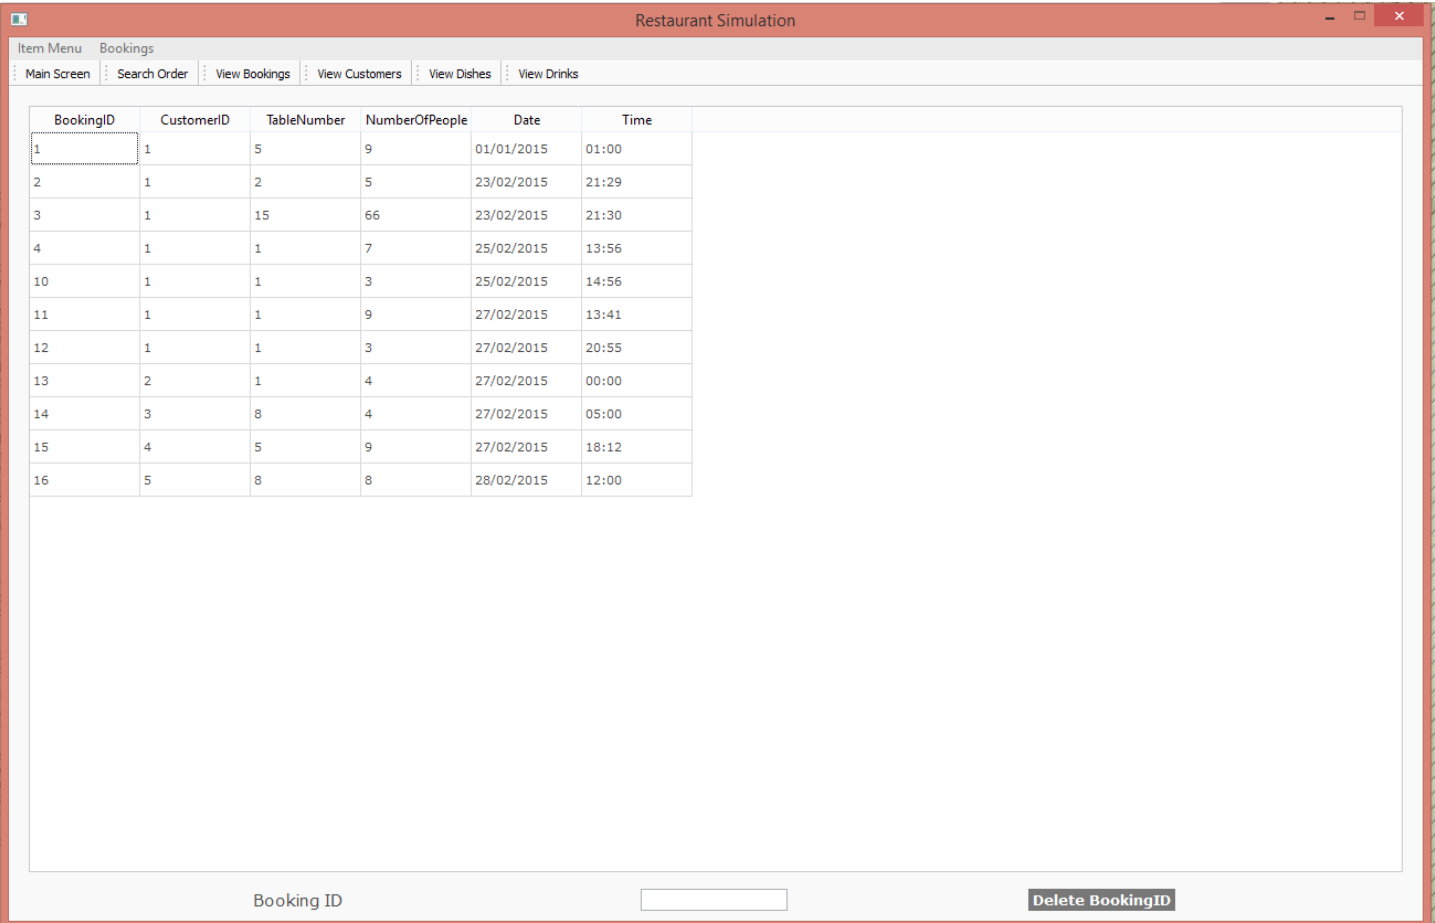 Restaurant Simulation
Item Menu Bookings
Main Screen Search Order View Bookings View Customers View Dishes View Drinks
BookingID CustomerID TableNumber NumberOfPeople Date Time
1 1 5 9 01/01/2015 01:00
2 1 2 5 23/02/2015 21:29
3 1 15 66 23/02/2015 21:30
4 1 1 7 25/02/2015 13:56
10 1 1 3 25/02/2015 14:56
11 1 1 9 27/02/2015 13:41
12 1 1 3 27/02/2015 20:55
13 2 1 4 27/02/2015 00:00
14 3 8 4 27/02/2015 05:00
15 4 5 9 27/02/2015 18:12
16 5 8 8 28/02/2015 12:00
Booking ID Delete BookingID